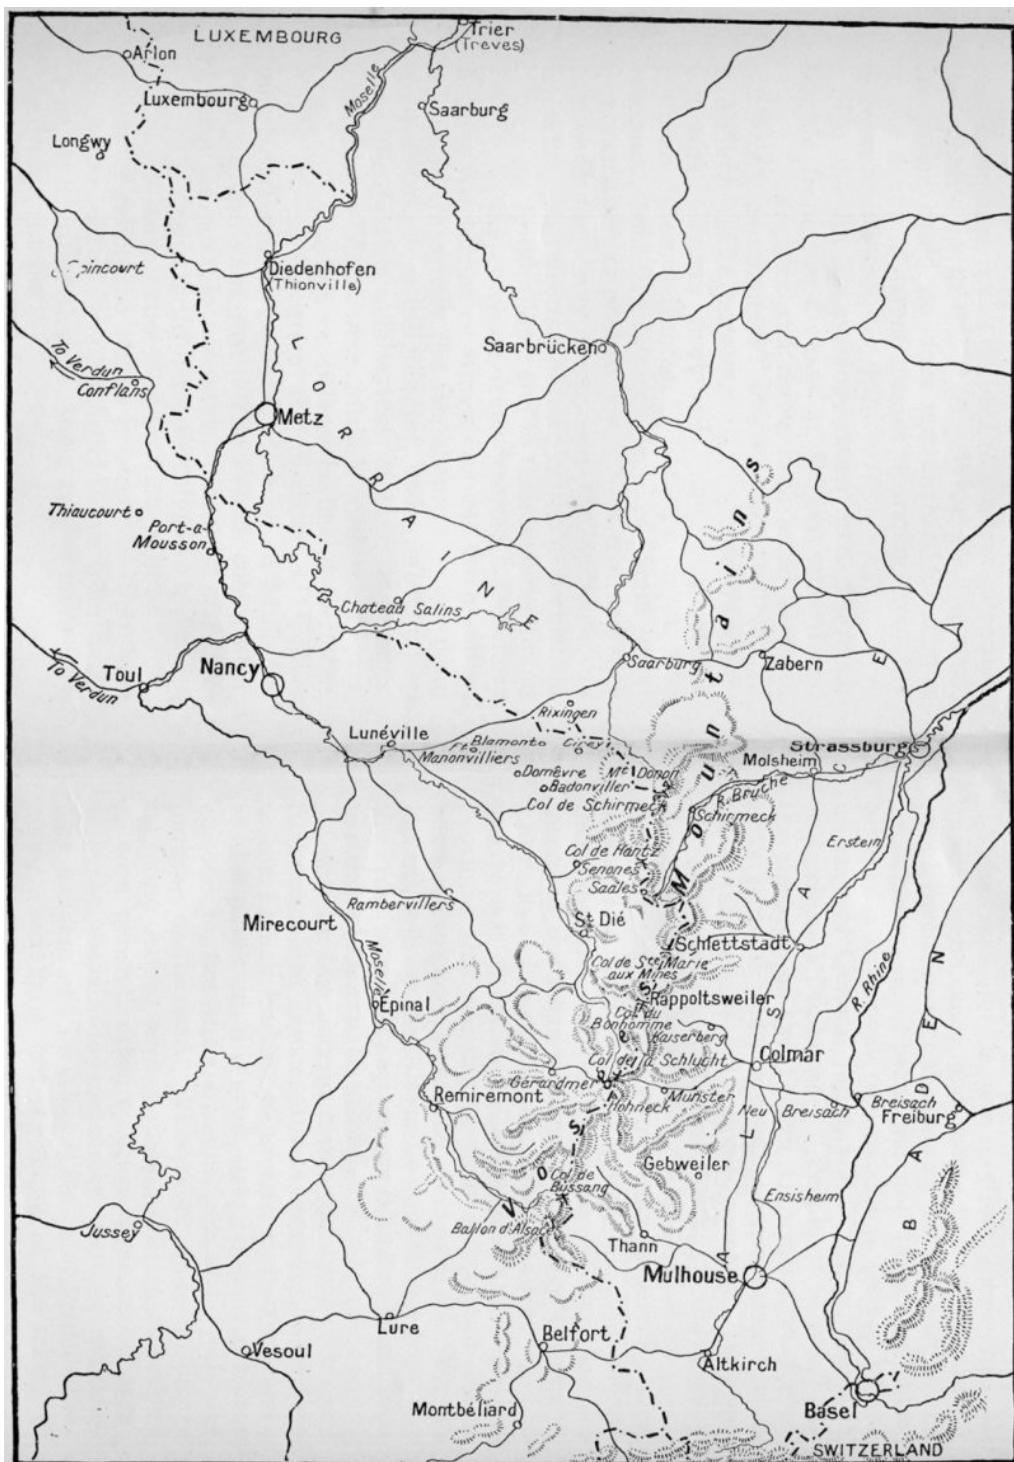 LUXEMBOURG
Trier
(Treves)
Arlon
Luxembourg
Moselle
Saarburg
Longwy
Diedenhofen
(Thionville)
LORRAINE
Saarbrücken
To Verdun
Conflans
Metz
Thiaucourt
Port-a-
Mousson
Chateau Salins
Saarburg
Zabern
To Verdun
Toul
Nancy
Lunéville
Rixingen
Blamont
Cirey
Ft.
Manonvilliers
Domêvre
Mt. Donon
Badonviller
Col de Schirmeck
Strassburg
Molsheim
R. Bruche
Schirmeck
Erstein
Col de Hantz
Senones
Saales
Rambervillers
Mirecourt
St Dié
Schlettstadt
Moselle
Épinal
Col de Ste Marie
aux Mines
Rappoltsweiler
Col du
Bonhomme
Kaiserberg
R. Rhine
Col de la Schlucht
Colmar
Gérardmer
Hohneck
Munster
Remiremont
Neu Breisach
Breisach
Freiburg
Gebweiler
Col de
Bussang
Ensisheim
Ballon d'Alsace
Vosges Mountains
ALSACE
BADEN
Jussey
Thann
Mulhouse
Lure
Vesoul
Belfort
Altkirch
Montbéliard
Basel
SWITZERLAND